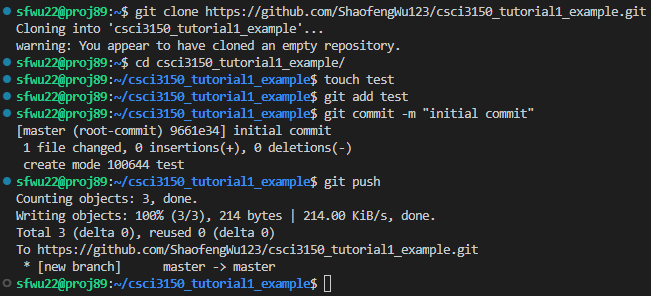 sfwu22@proj89:~$ git clone https://github.com/ShaofengWu123/csci3150_tutorial1_example.git
Cloning into 'csci3150_tutorial1_example'...
warning: You appear to have cloned an empty repository.
sfwu22@proj89:~$ cd csci3150_tutorial1_example/
sfwu22@proj89:~/csci3150_tutorial1_example$ touch test
sfwu22@proj89:~/csci3150_tutorial1_example$ git add test
sfwu22@proj89:~/csci3150_tutorial1_example$ git commit -m "initial commit"
[master (root-commit) 9661e34] initial commit
 1 file changed, 0 insertions(+), 0 deletions(-)
 create mode 100644 test
sfwu22@proj89:~/csci3150_tutorial1_example$ git push
Counting objects: 3, done.
Writing objects: 100% (3/3), 214 bytes | 214.00 KiB/s, done.
Total 3 (delta 0), reused 0 (delta 0)
To https://github.com/ShaofengWu123/csci3150_tutorial1_example.git
 * [new branch]      master -> master
sfwu22@proj89:~/csci3150_tutorial1_example$